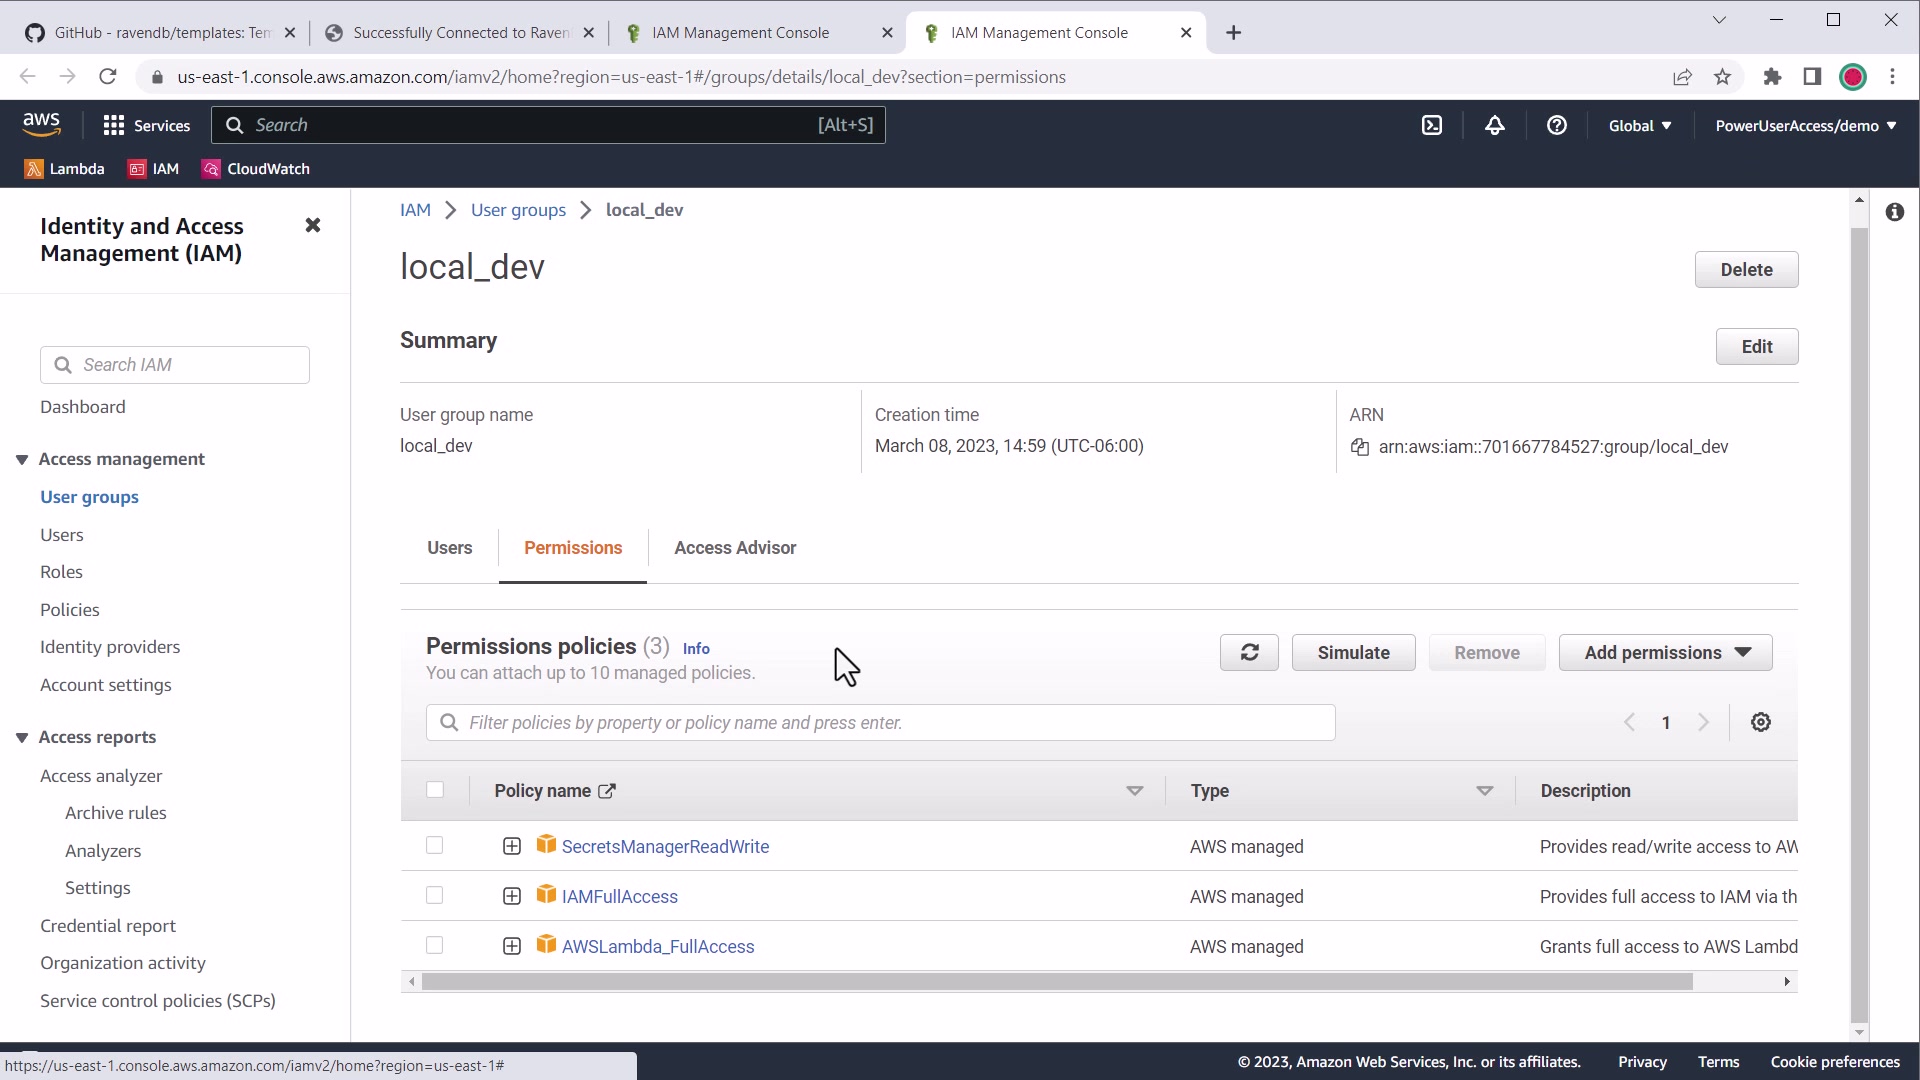 GitHub - ravendb/templates: Tem
Successfully Connected to Raven
IAM Management Console
IAM Management Console
us-east-1.console.aws.amazon.com/iamv2/home?region=us-east-1#/groups/details/local_dev?section=permissions
aws
Services
Search
[Alt+S]
Global
PowerUserAccess/demo
Lambda
IAM
CloudWatch
Identity and Access
Management (IAM)
Search IAM
Dashboard
Access management
User groups
Users
Roles
Policies
Identity providers
Account settings
Access reports
Access analyzer
Archive rules
Analyzers
Settings
Credential report
Organization activity
Service control policies (SCPs)
IAM
User groups
local_dev
local_dev
Delete
Summary
Edit
User group name
local_dev
Creation time
March 08, 2023, 14:59 (UTC-06:00)
ARN
arn:aws:iam::701667784527:group/local_dev
Users
Permissions
Access Advisor
Permissions policies (3) Info
You can attach up to 10 managed policies.
Simulate
Remove
Add permissions
Filter policies by property or policy name and press enter.
1
Policy name
Type
Description
SecretsManagerReadWrite
AWS managed
Provides read/write access to AW
IAMFullAccess
AWS managed
Provides full access to IAM via th
AWSLambda_FullAccess
AWS managed
Grants full access to AWS Lambd
https://us-east-1.console.aws.amazon.com/iamv2/home?region=us-east-1#
© 2023, Amazon Web Services, Inc. or its affiliates.
Privacy
Terms
Cookie preferences